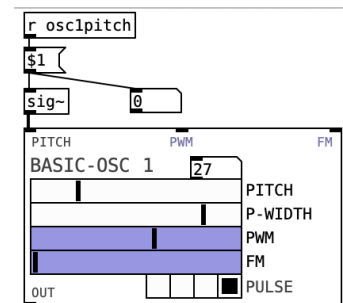 r osc1pitch
$1
sig~ 0
PITCH PWM FM
BASIC-OSC 1 27
PITCH
P-WIDTH
PWM
FM
OUT PULSE